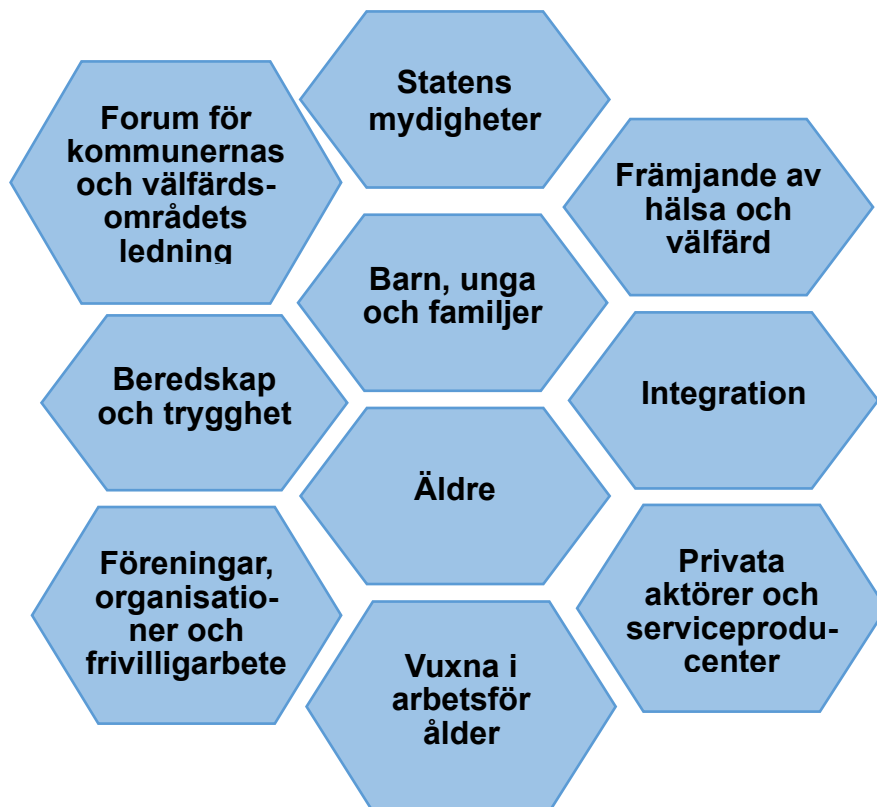 Statens
mydigheter
Forum för
kommunernas
och välfärds-
områdets
ledning
Främjande av
hälsa och
välfärd
Barn, unga
och familjer
Beredskap
och trygghet
Integration
Äldre
Föreningar,
organisatio-
ner och
frivilligarbete
Privata
aktörer och
serviceprodu-
center
Vuxna i
arbetsför
ålder